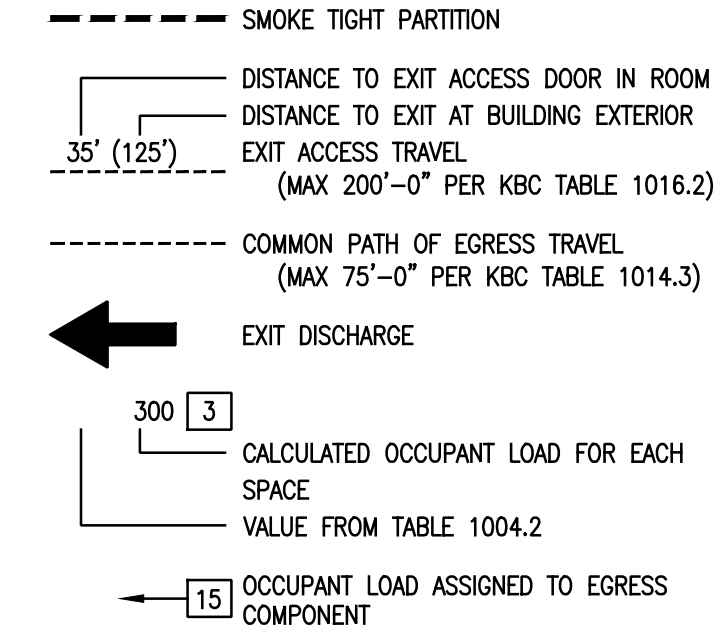 SMOKE TIGHT PARTITION
DISTANCE TO EXIT ACCESS DOOR IN ROOM
DISTANCE TO EXIT AT BUILDING EXTERIOR
35' (125') EXIT ACCESS TRAVEL
(MAX 200'-0" PER KBC TABLE 1016.2)
COMMON PATH OF EGRESS TRAVEL
(MAX 75'-0" PER KBC TABLE 1014.3)
EXIT DISCHARGE
300 3
CALCULATED OCCUPANT LOAD FOR EACH
SPACE
VALUE FROM TABLE 1004.2
15 OCCUPANT LOAD ASSIGNED TO EGRESS
COMPONENT